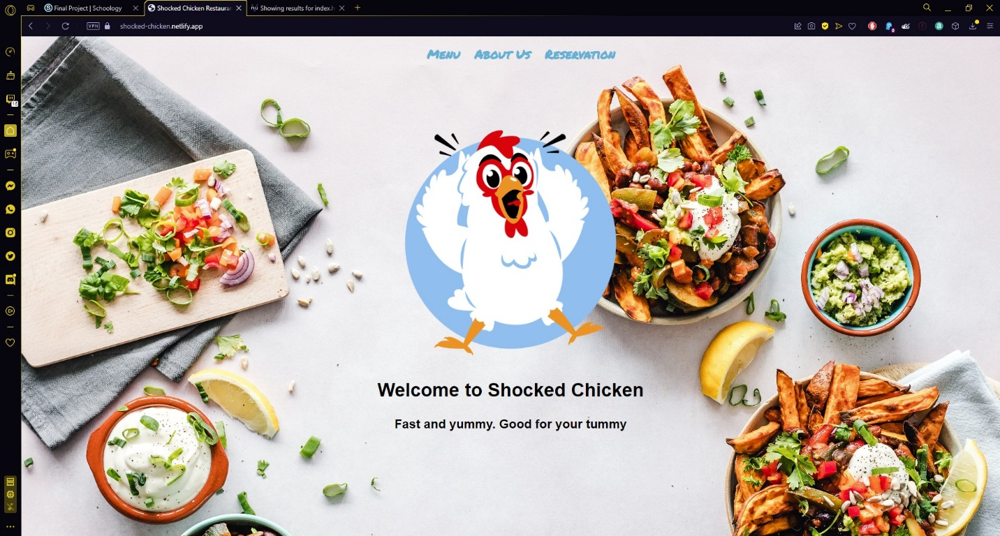 Final Project | Schoology
Shocked Chicken Restaurar
Showing results for index.h
VPN
shocked-chicken.netlify.app
Menu About Us Reservation
Welcome to Shocked Chicken
Fast and yummy. Good for your tummy